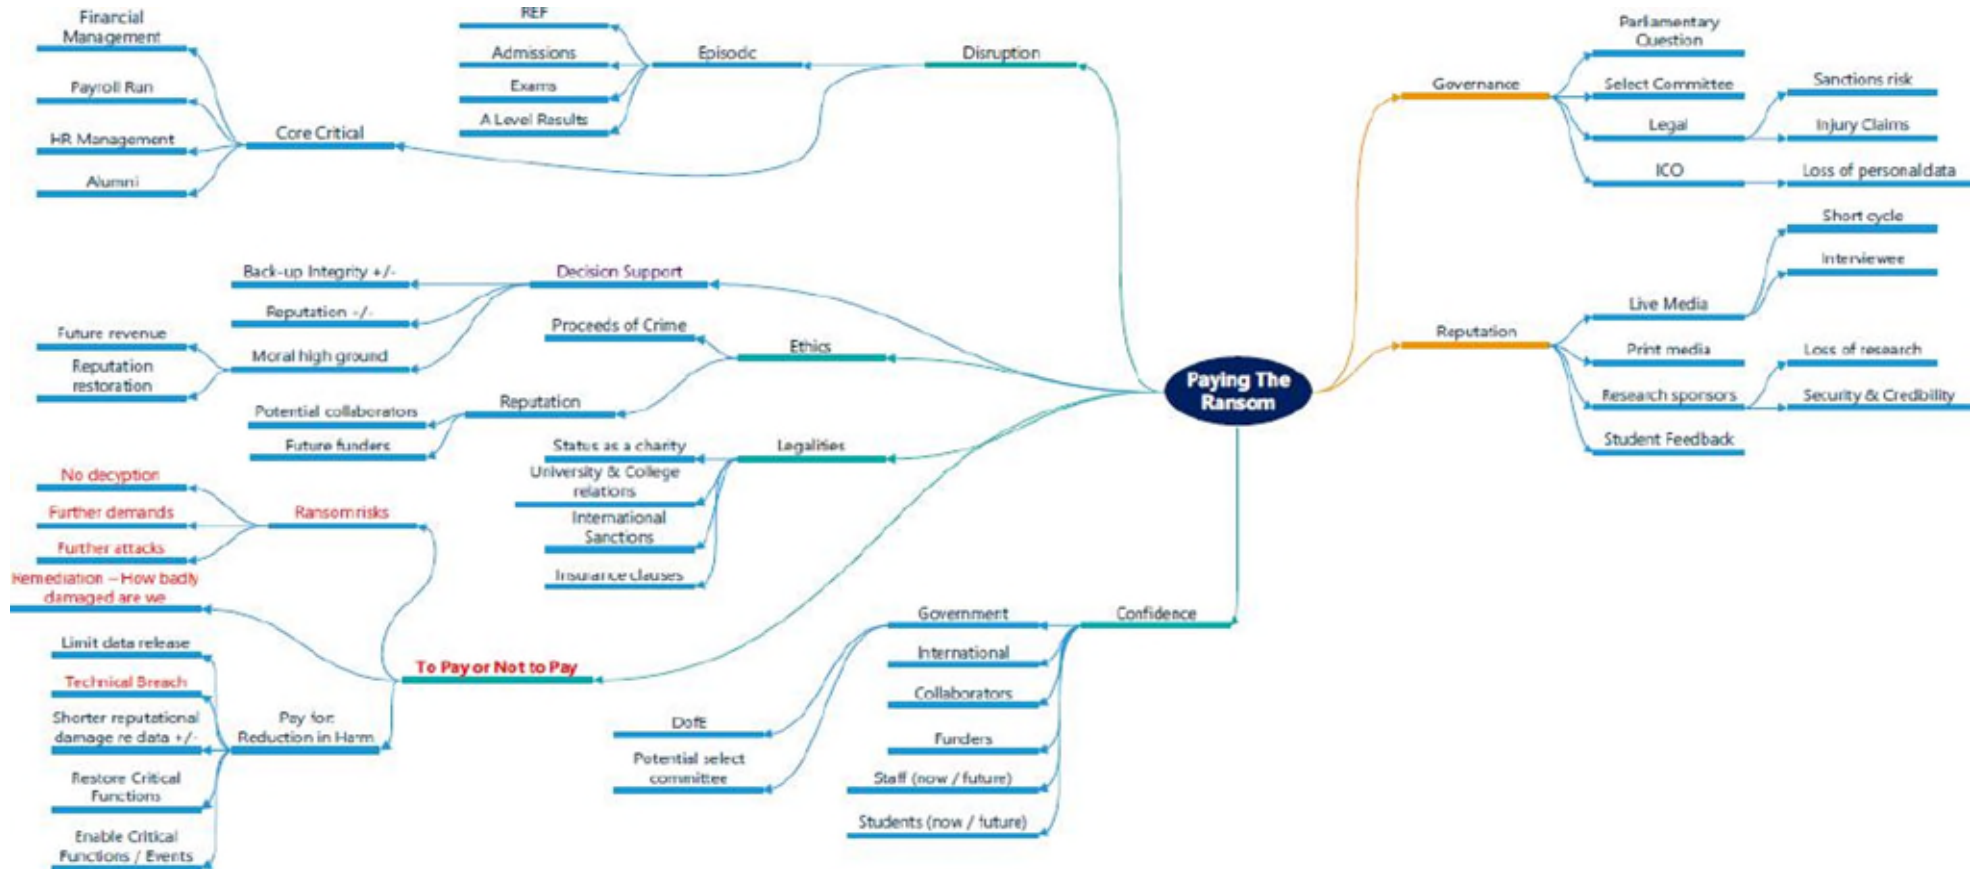 Financial
Management
Payroll Run
HR Management
Alumni
Core Critical
REF
Admissions
Exams
A Level Results
Episodic
Disruption
Back-up Integrity +/-
Reputation -/-
Future revenue
Reputation
restoration
Moral high ground
Decision Support
Proceeds of Crime
Ethics
Potential collaborators
Future funders
Reputation
Status as a charity
University & College
relations
International
Sanctions
Insurance clauses
Legalities
No decyption
Further demands
Further attacks
Ransom risks
Remediation – How badly
damaged are we
To Pay or Not to Pay
Limit data release
Technical Breach
Shorter reputational
damage re data +/-
Restore Critical
Functions
Enable Critical
Functions / Events
Pay for:
Reduction in Harm
Paying The
Ransom
Government
International
Collaborators
Funders
Staff (now / future)
Students (now / future)
DofE
Potential select
committee
Confidence
Governance
Parliamentary
Question
Select Committee
Legal
ICO
Sanctions risk
Injury Claims
Loss of personal data
Reputation
Live Media
Print media
Research sponsors
Student Feedback
Short cycle
Interviewee
Loss of research
Security & Credibility